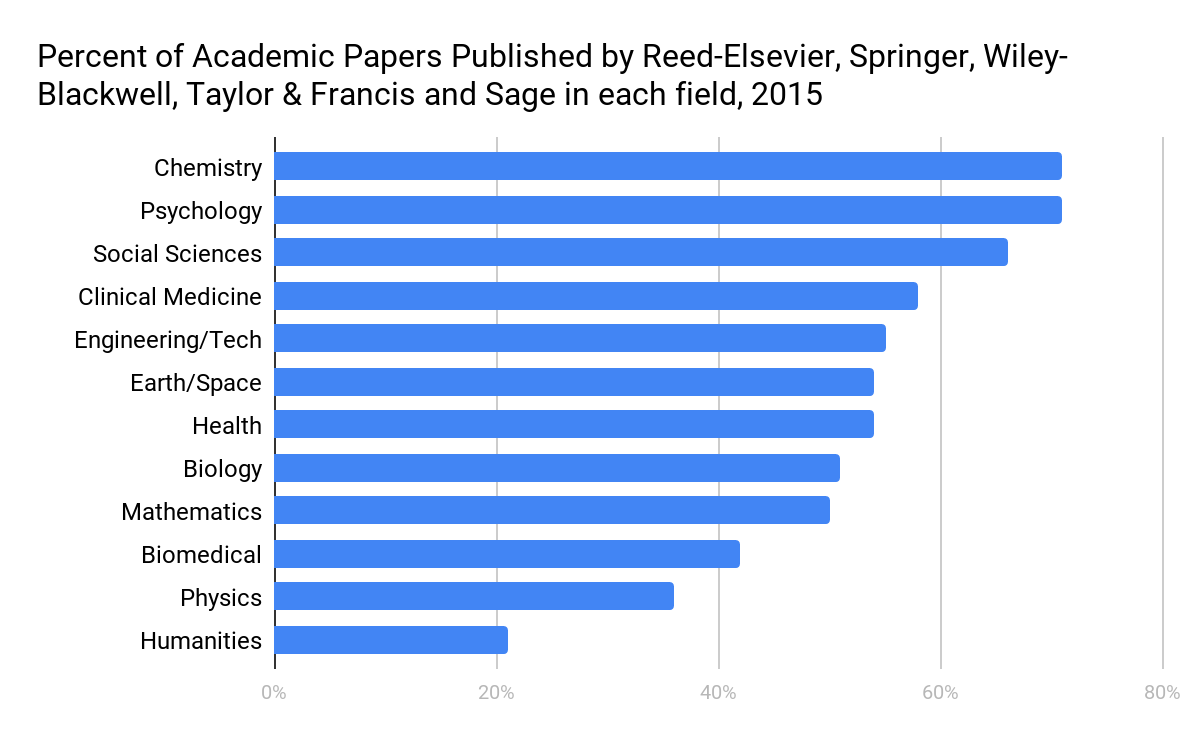 Percent of Academic Papers Published by Reed-Elsevier, Springer, Wiley-
Blackwell, Taylor & Francis and Sage in each field, 2015
Chemistry
Psychology
Social Sciences
Clinical Medicine
Engineering/Tech
Earth/Space
Health
Biology
Mathematics
Biomedical
Physics
Humanities
0% 20% 40% 60% 80%